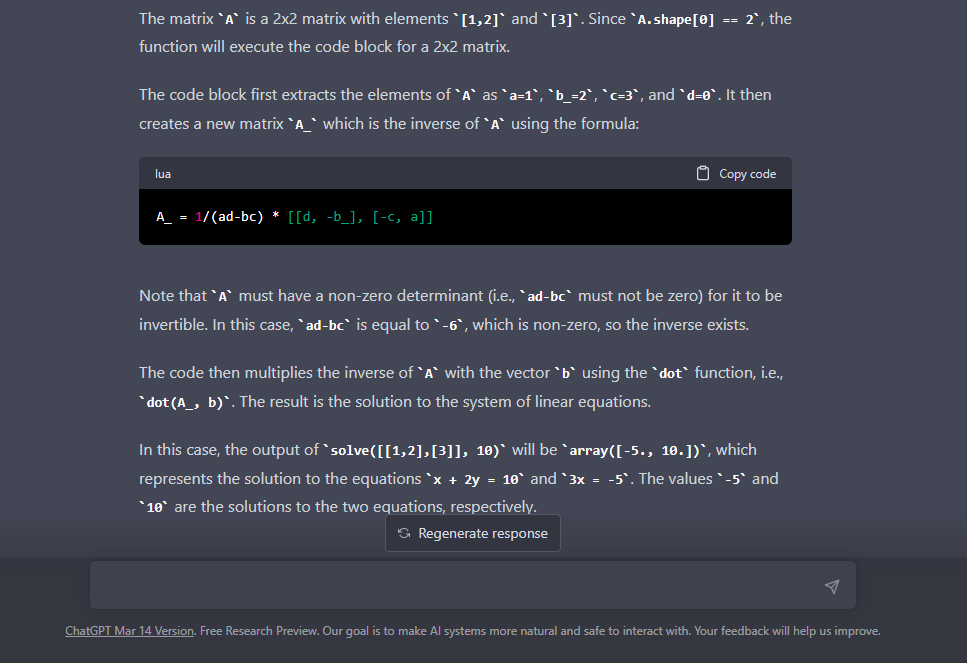 The matrix `A` is a 2x2 matrix with elements `[1,2]` and `[3]`. Since `A.shape[0] == 2`, the
function will execute the code block for a 2x2 matrix.
The code block first extracts the elements of `A` as `a=1`, `b_=2`, `c=3`, and `d=0`. It then
creates a new matrix `A_` which is the inverse of `A` using the formula:
lua Copy code
A_ = 1/(ad-bc) * [[d, -b_], [-c, a]]
Note that `A` must have a non-zero determinant (i.e., `ad-bc` must not be zero) for it to be
invertible. In this case, `ad-bc` is equal to `-6`, which is non-zero, so the inverse exists.
The code then multiplies the inverse of `A` with the vector `b` using the `dot` function, i.e.,
`dot(A_, b)`. The result is the solution to the system of linear equations.
In this case, the output of `solve([[1,2],[3]], 10)` will be `array([-5., 10.])`, which
represents the solution to the equations `x + 2y = 10` and `3x = -5`. The values `-5` and
`10` are the solutions to the two equations, respectively.
Regenerate response
ChatGPT Mar 14 Version. Free Research Preview. Our goal is to make AI systems more natural and safe to interact with. Your feedback will help us improve.